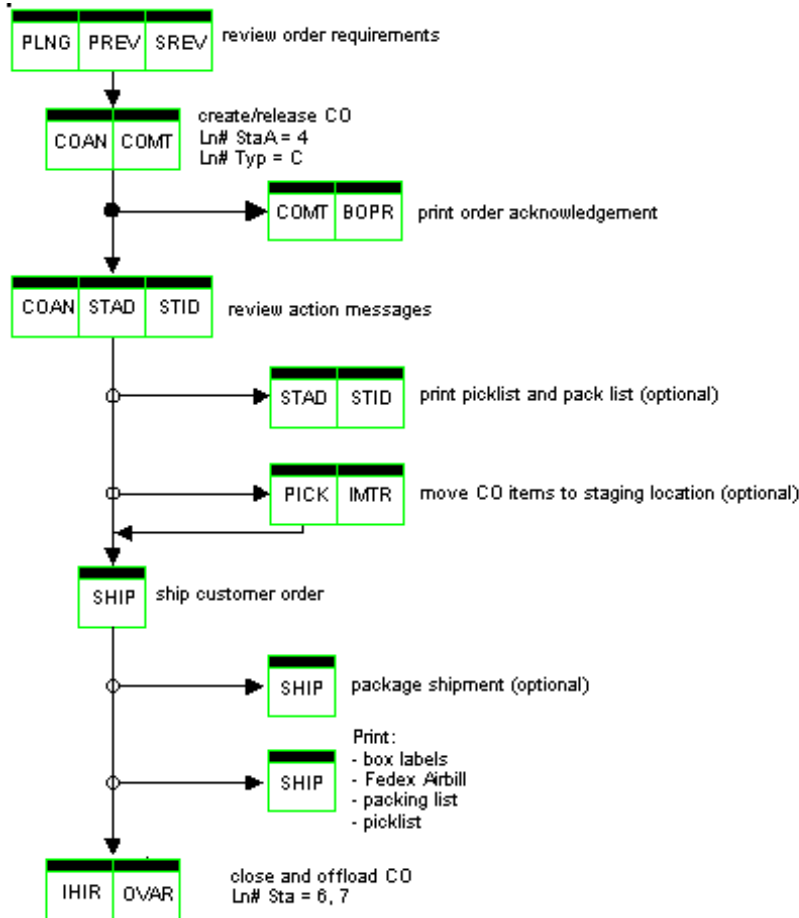 PLNG PREV SREV review order requirements
create/release CO
COAN COMT Ln# StaA = 4
Ln# Typ = C
COMT BOPR print order acknowledgement
COAN STAD STID review action messages
STAD STID print picklist and pack list (optional)
PICK IMTR move CO items to staging location (optional)
SHIP ship customer order
SHIP package shipment (optional)
Print:
- box labels
SHIP - Fedex Airbill
- packing list
- picklist
close and offload CO
IHIR OVAR Ln# Sta = 6, 7